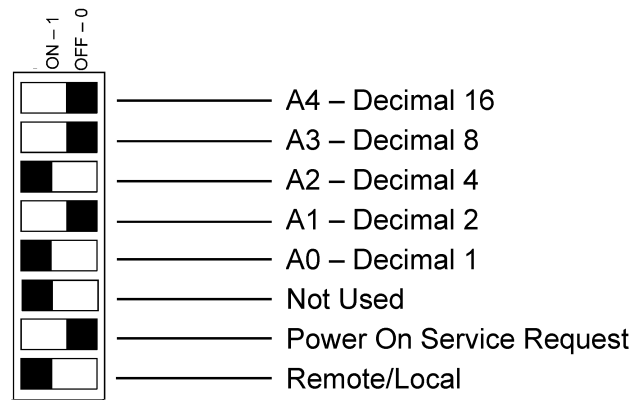 ON – 1
OFF – 0
A4 – Decimal 16
A3 – Decimal 8
A2 – Decimal 4
A1 – Decimal 2
A0 – Decimal 1
Not Used
Power On Service Request
Remote/Local